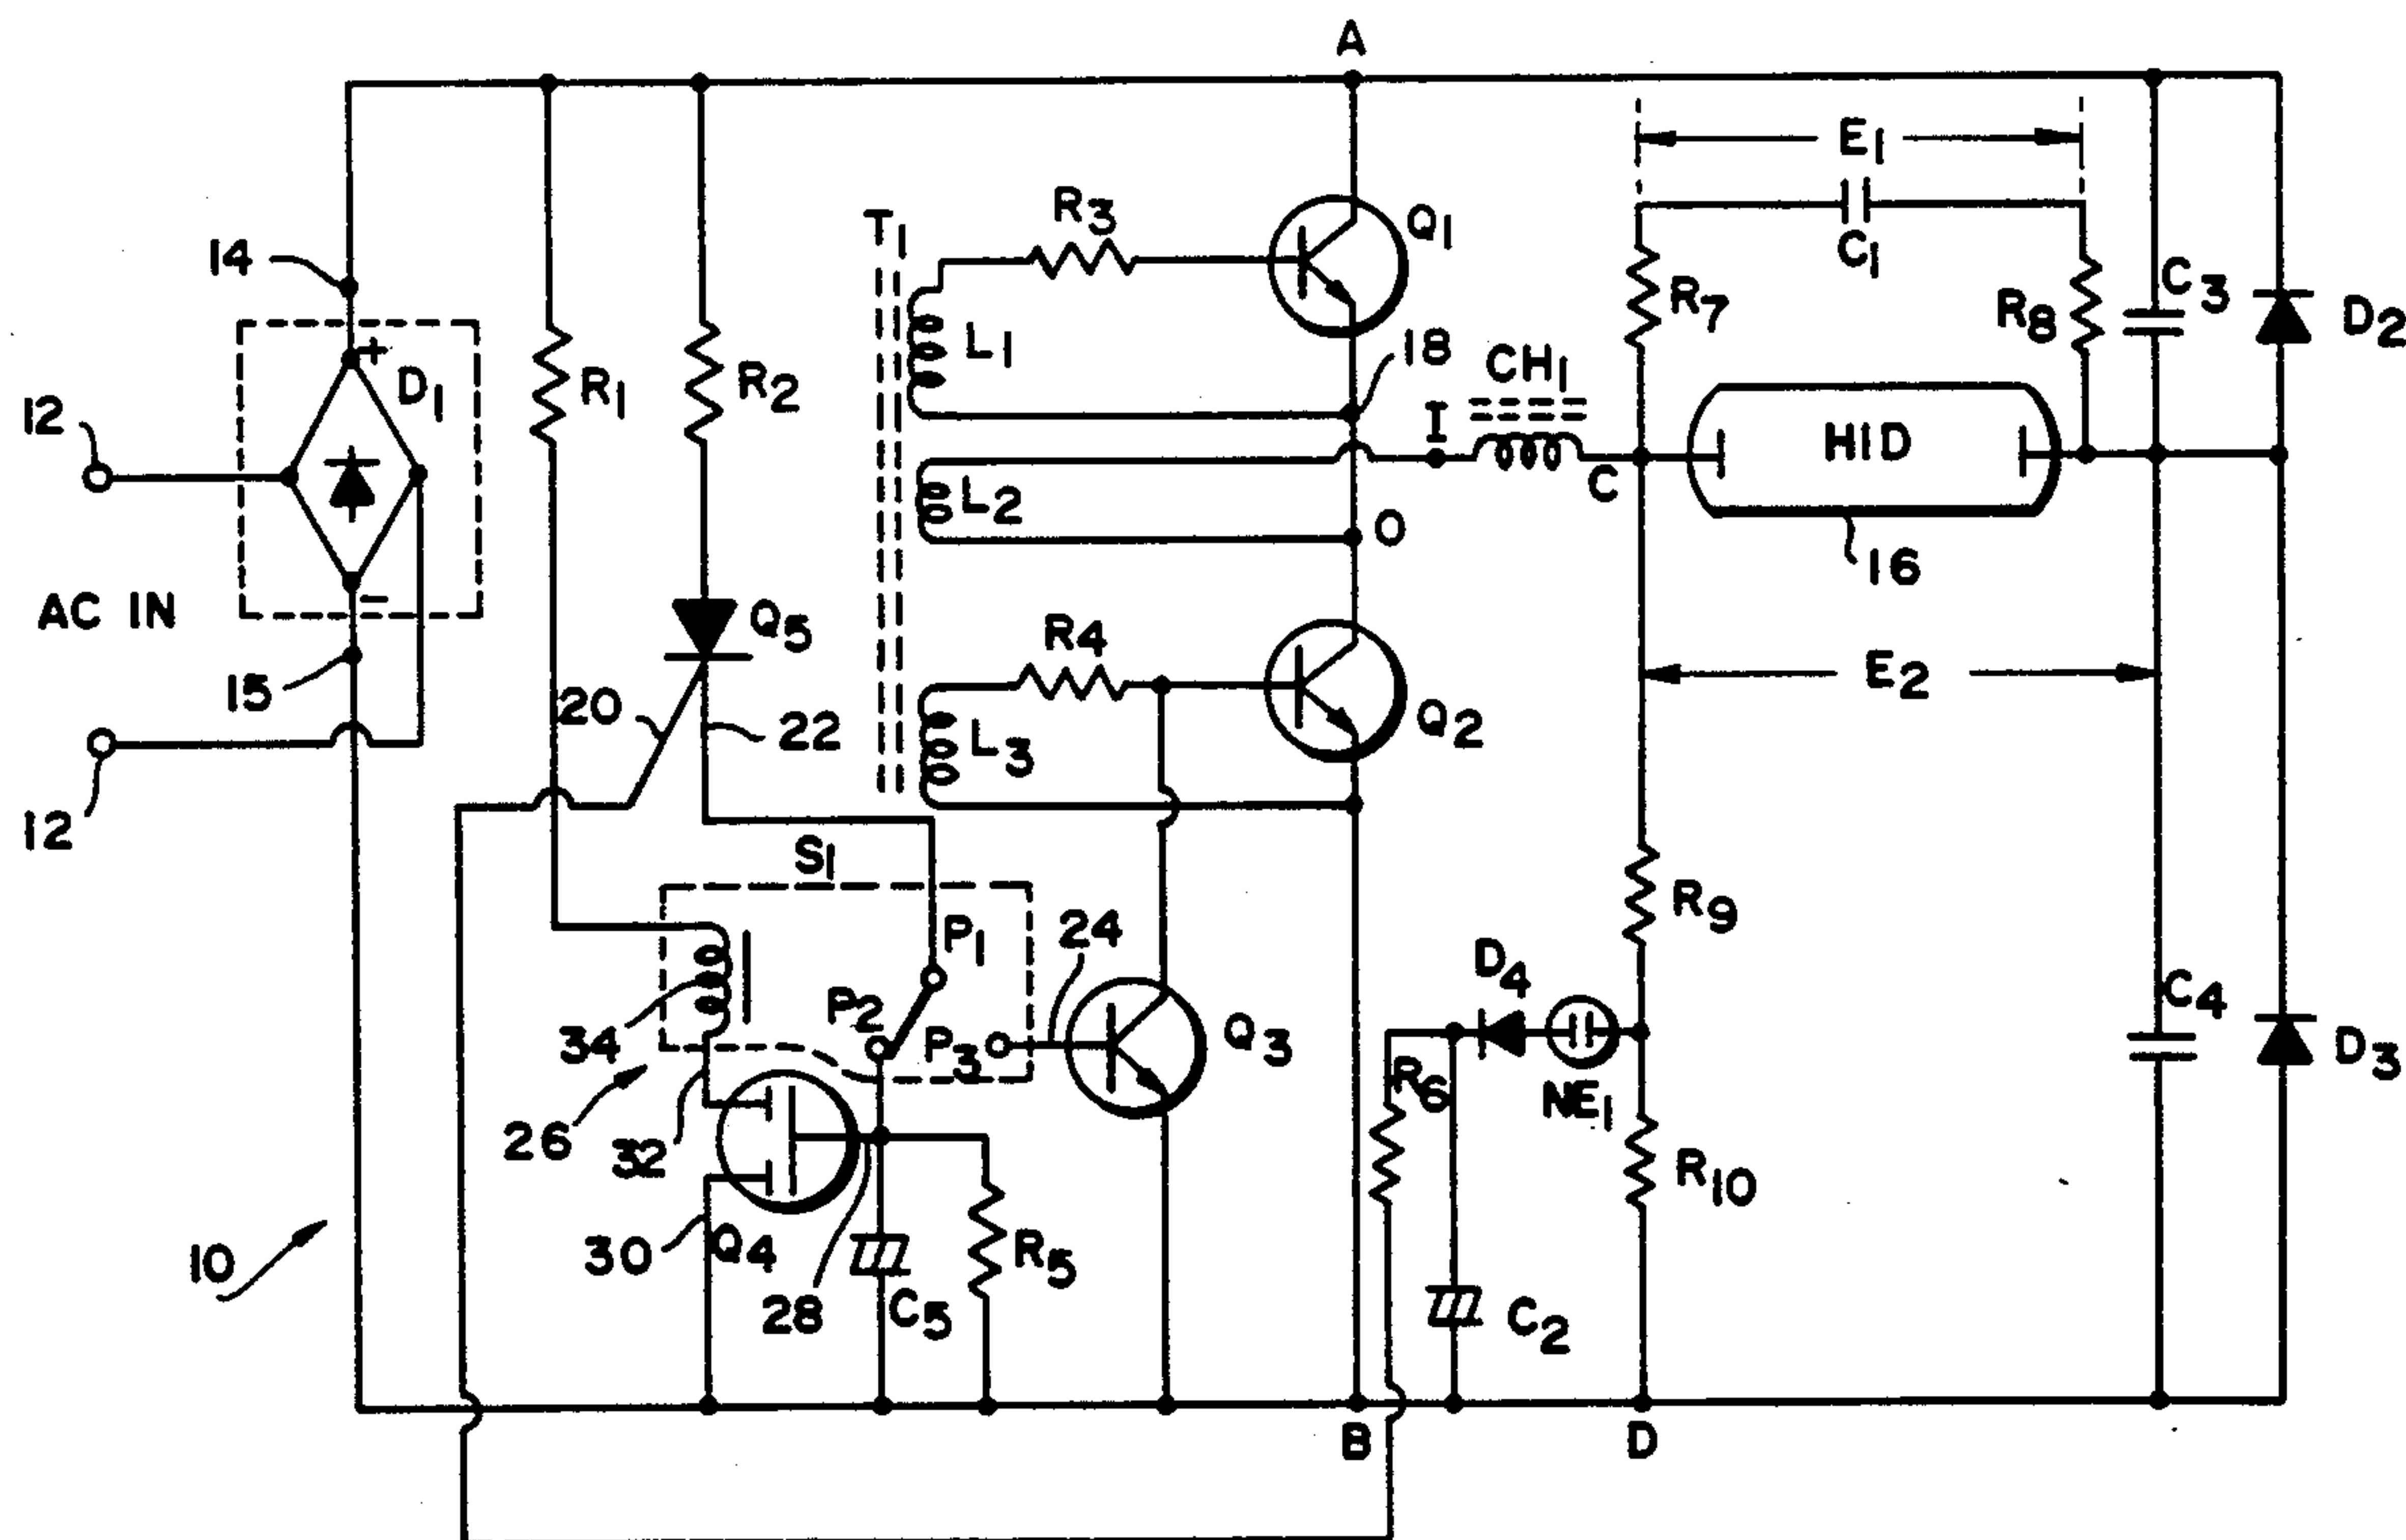 A
E1
14
T1
R3
Q1
C1
R7
R8
C3
D2
+
D1
R1
R2
L1
18
CH1
I
12
HID
C
L2
O
16
AC IN
-
Q5
R4
15
20
22
L3
Q2
E2
12
S1
P1
24
R9
D4
P2
P3
Q3
C4
34
R6
NE1
D3
26
32
R10
30
Q4
R5
10
28
C5
C2
B
D